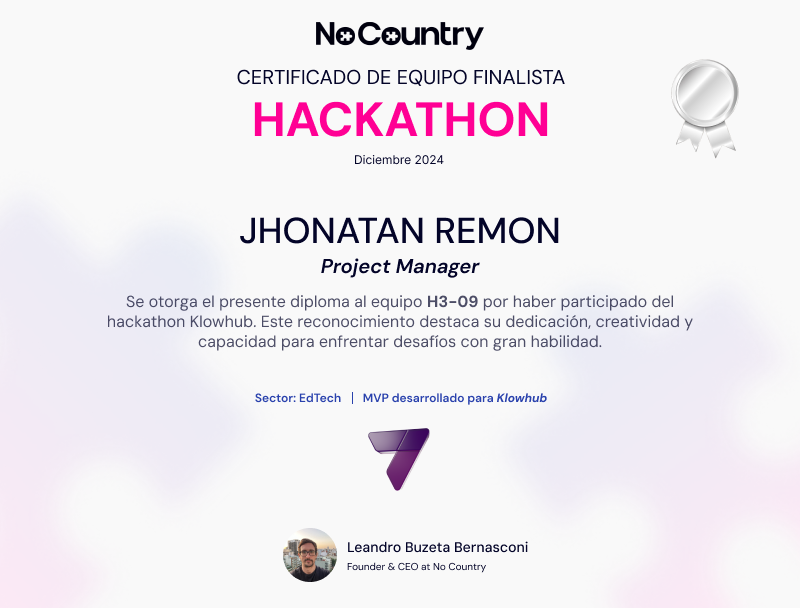 NoCountry
CERTIFICADO DE EQUIPO FINALISTA
HACKATHON
Diciembre 2024
JHONATAN REMON
Project Manager
Se otorga el presente diploma al equipo H3-09 por haber participado del
hackathon Klowhub. Este reconocimiento destaca su dedicación, creatividad y
capacidad para enfrentar desafíos con gran habilidad.
Sector: EdTech | MVP desarrollado para Klowhub
Leandro Buzeta Bernasconi
Founder & CEO at No Country